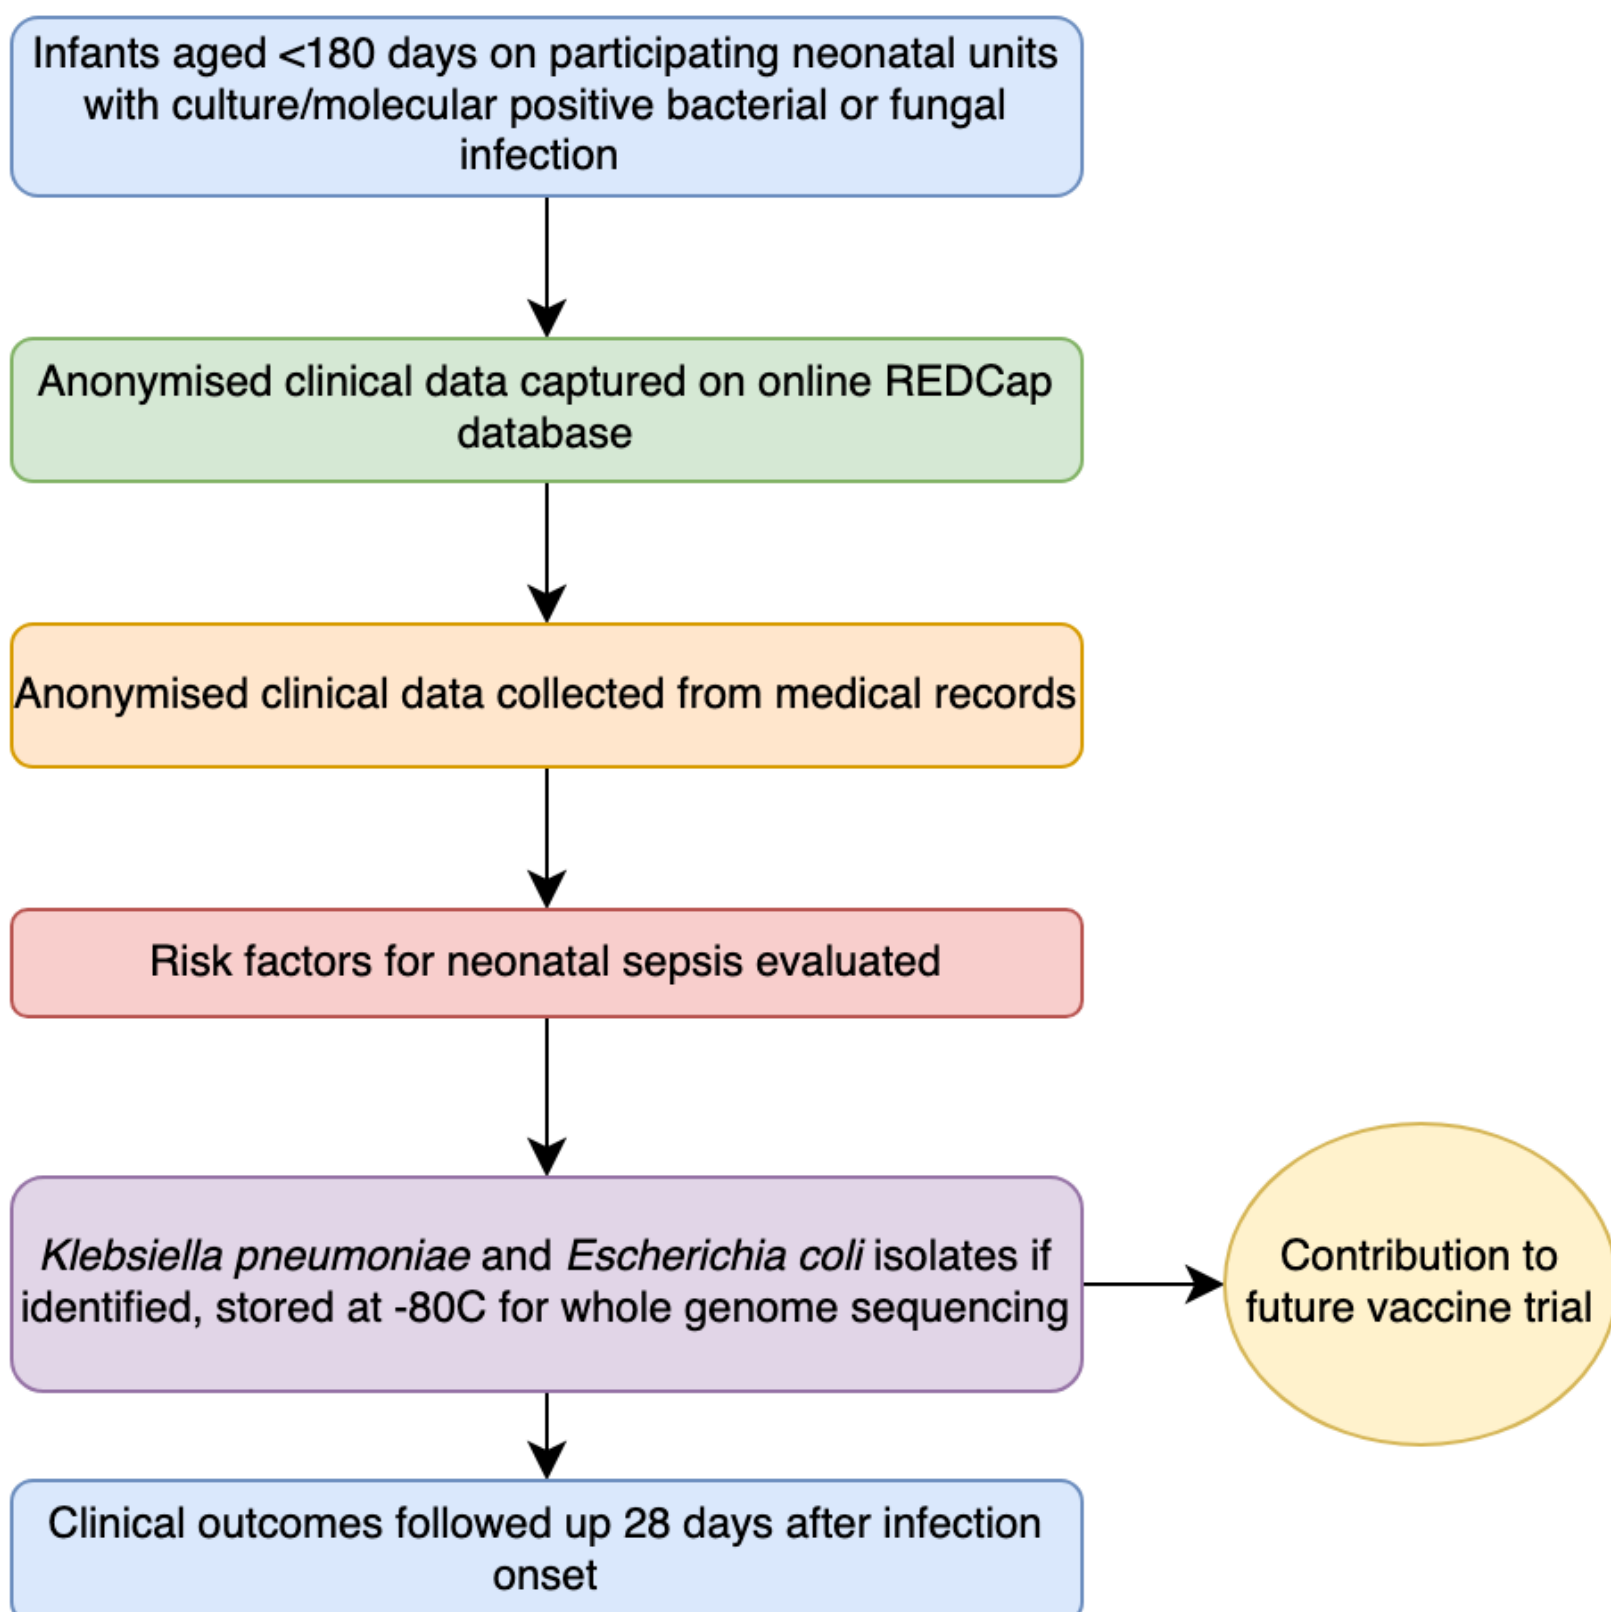 Infants aged <180 days on participating neonatal units
with culture/molecular positive bacterial or fungal
infection
Anonymised clinical data captured on online REDCap
database
Anonymised clinical data collected from medical records
Risk factors for neonatal sepsis evaluated
Klebsiella pneumoniae and Escherichia coli isolates if
identified, stored at -80C for whole genome sequencing
Contribution to
future vaccine trial
Clinical outcomes followed up 28 days after infection
onset